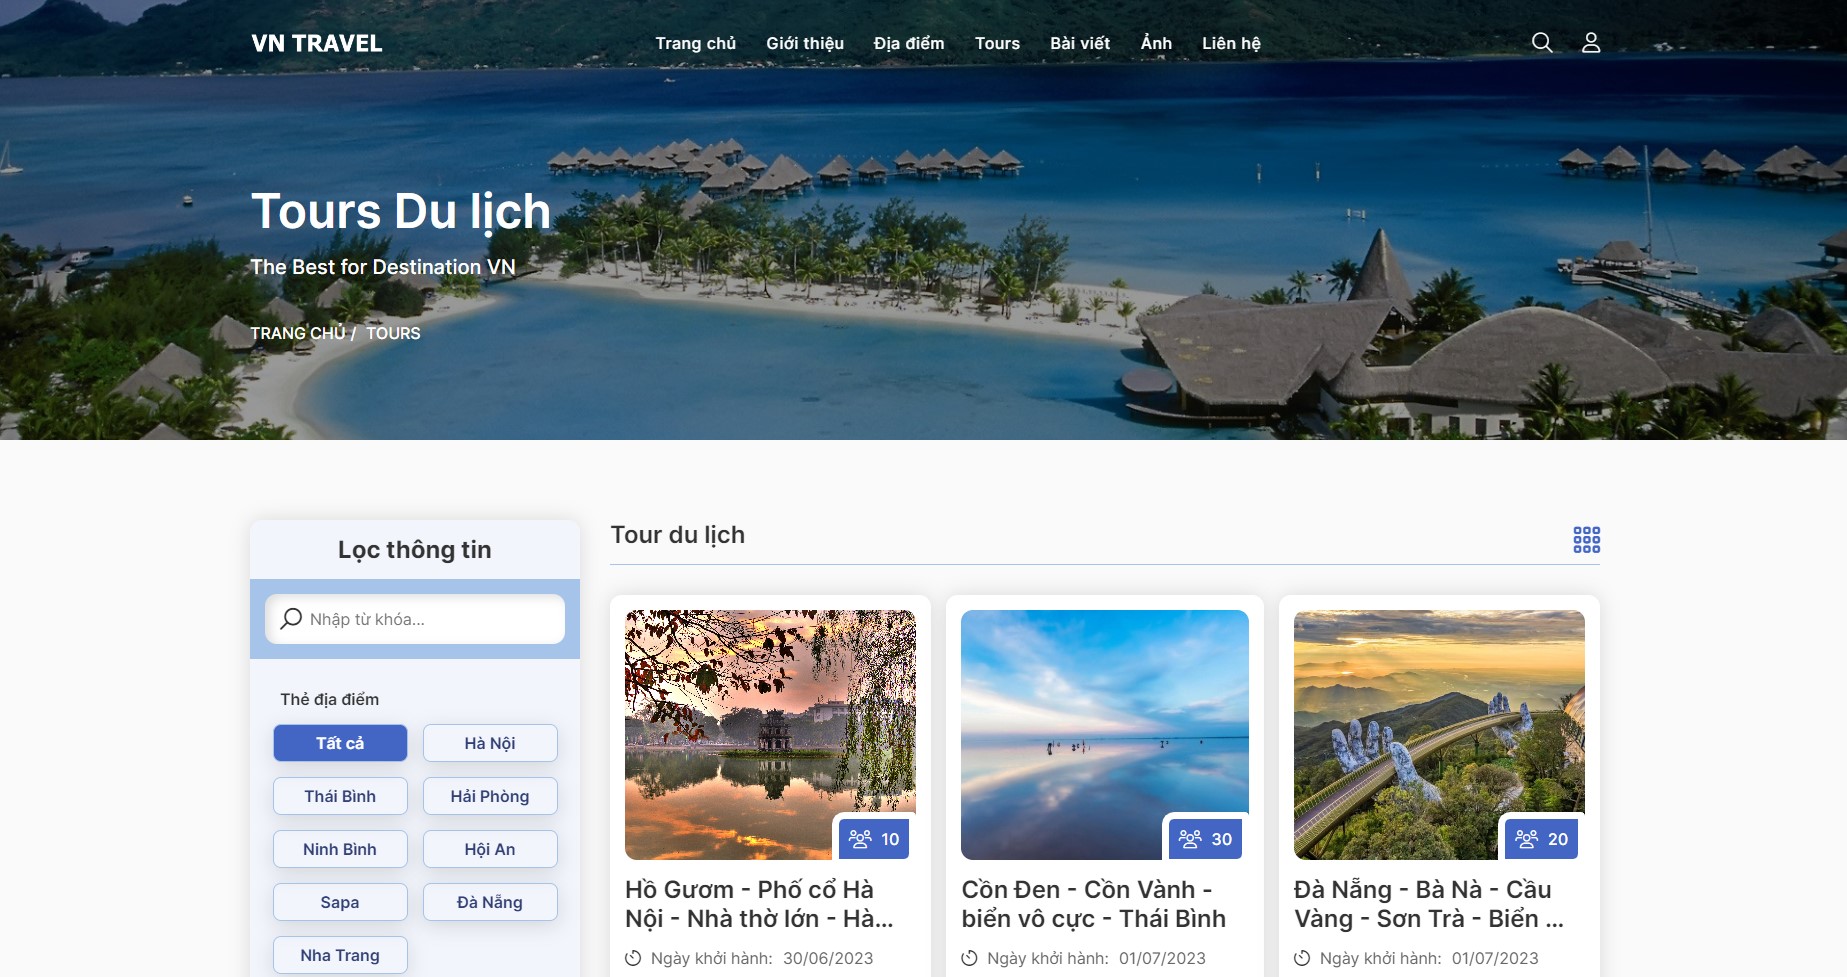 VN TRAVEL
Trang chủ Giới thiệu Địa điểm Tours Bài viết Ảnh Liên hệ
Tours Du lịch
The Best for Destination VN
TRANG CHỦ / TOURS
Lọc thông tin
Nhập từ khóa...
Thẻ địa điểm
Tất cả Hà Nội
Thái Bình Hải Phòng
Ninh Bình Hội An
Sapa Đà Nẵng
Nha Trang
Tour du lịch
10
Hồ Gươm - Phố cổ Hà
Nội - Nhà thờ lớn - Hà...
Ngày khởi hành: 30/06/2023
30
Cồn Đen - Cồn Vành -
biển vô cực - Thái Bình
Ngày khởi hành: 01/07/2023
20
Đà Nẵng - Bà Nà - Cầu
Vàng - Sơn Trà - Biển ...
Ngày khởi hành: 01/07/2023